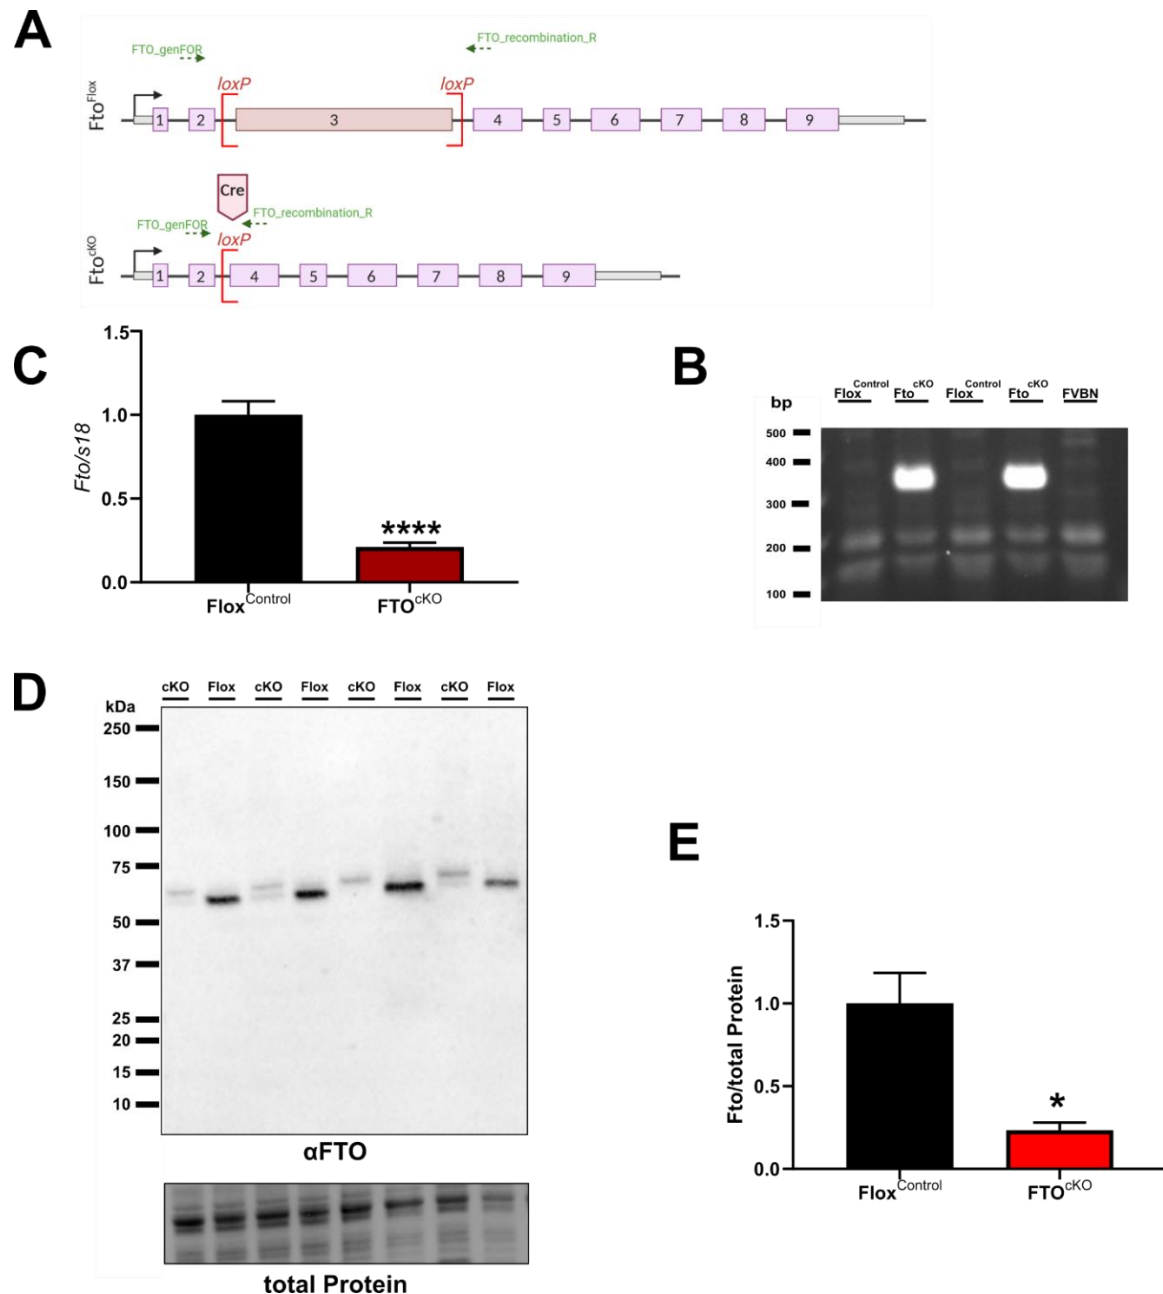 A
FTO_genFOR
FTO_recombination_R
loxP
loxP
Fto^Flox
1 2 3 4 5 6 7 8 9
Cre
FTO_genFOR
FTO_recombination_R
loxP
Fto^cKO
1 2 4 5 6 7 8 9
C
Fto/s18
1.5
1.0
0.5
0.0
****
Flox^Control
FTO^cKO
B
bp
Flox^Control Fto^cKO Flox^Control Fto^cKO FVBN
500
400
300
200
100
D
cKO Flox cKO Flox cKO Flox cKO Flox
kDa
250
150
100
75
50
37
25
20
15
10
αFTO
total Protein
E
Fto/total Protein
1.5
1.0
0.5
0.0
*
Flox^Control
FTO^cKO